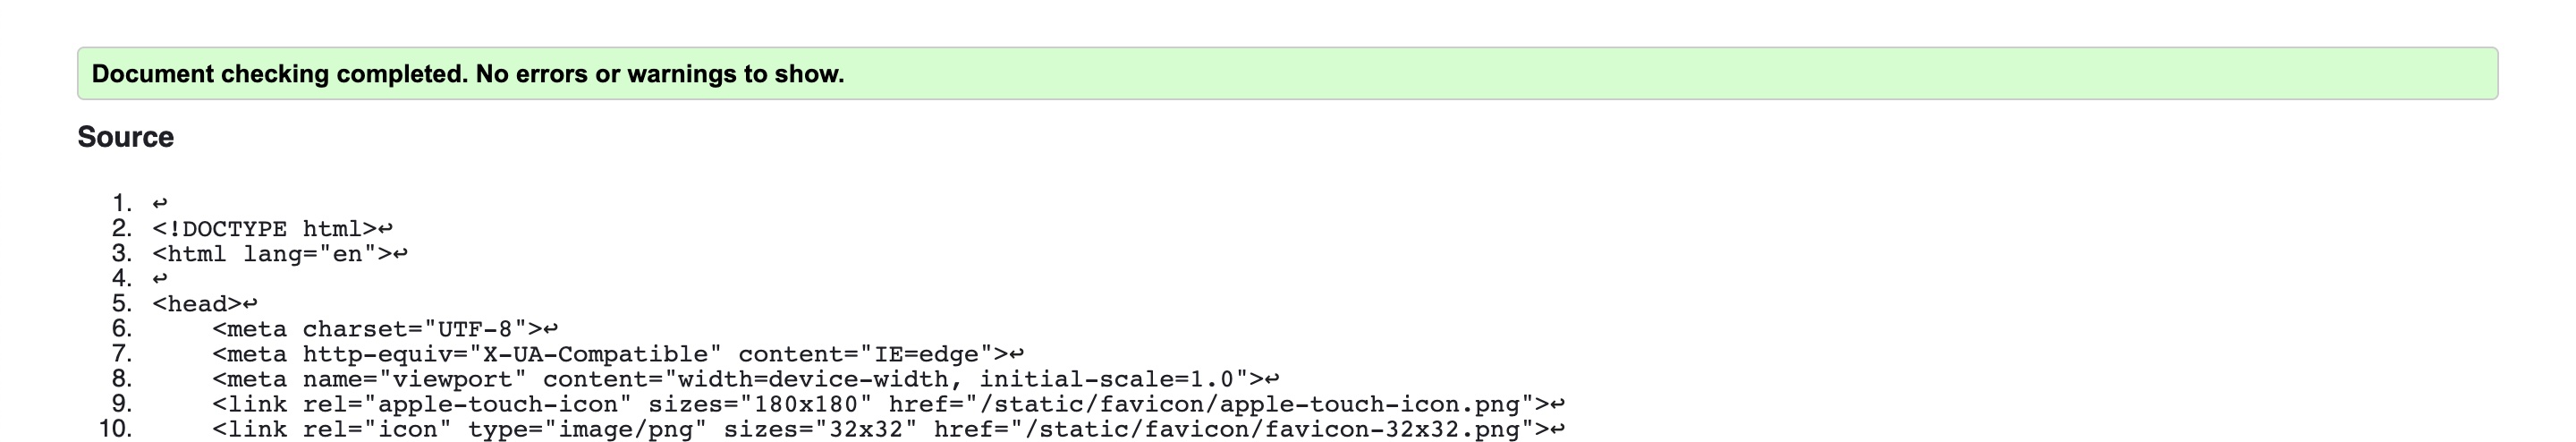 Document checking completed. No errors or warnings to show.
Source
1. ↩
2. <!DOCTYPE html>↩
3. <html lang="en">↩
4. ↩
5. <head>↩
6.     <meta charset="UTF-8">↩
7.     <meta http-equiv="X-UA-Compatible" content="IE=edge">↩
8.     <meta name="viewport" content="width=device-width, initial-scale=1.0">↩
9.     <link rel="apple-touch-icon" sizes="180x180" href="/static/favicon/apple-touch-icon.png">↩
10.     <link rel="icon" type="image/png" sizes="32x32" href="/static/favicon/favicon-32x32.png">↩